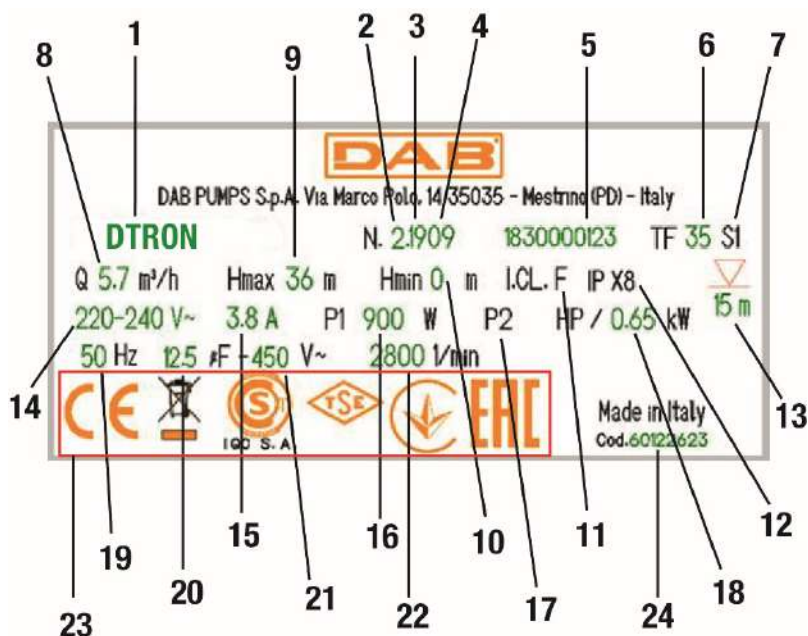 1 2 3 4 5 6 7
8 9
DAB
DAB PUMPS S.p.A. Via Marco Polo, 14 35035 - Mestrino (PD) - Italy
DTRON N. 2.1909 1830000123 TF 35 S1
Q 5.7 m³/h Hmax 36 m Hmin 0 m I.CL. F IP X8
220-240 V~ 3.8 A P1 900 W P2 HP / 0.65 kW 15 m
50 Hz 12.5 µF - 450 V~ 2800 1/min
CE S TSE EAC
IQC S.A
Made in Italy
Cod.60122623
14 13
19 20 15 21 16 22 10 17 11 12 18
23 24